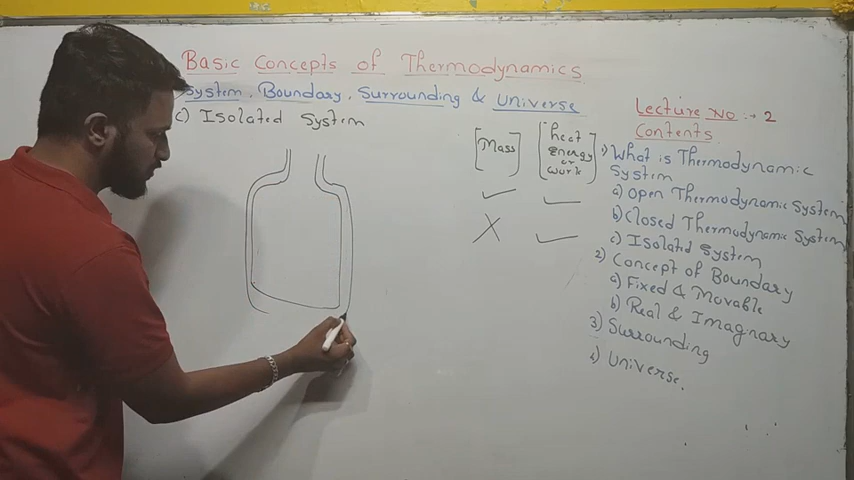 Basic Concepts of Thermodynamics
System, Boundary, Surrounding & Universe
c) Isolated System
[Mass]
[heat
Energy
or
work]
Lecture No :- 2
Contents
1) What is Thermodynamic
System
a) Open Thermodynamic System
b) Closed Thermodynamic System
c) Isolated System
2) Concept of Boundary
a) Fixed & Movable
b) Real & Imaginary
3) Surrounding
4) Universe.